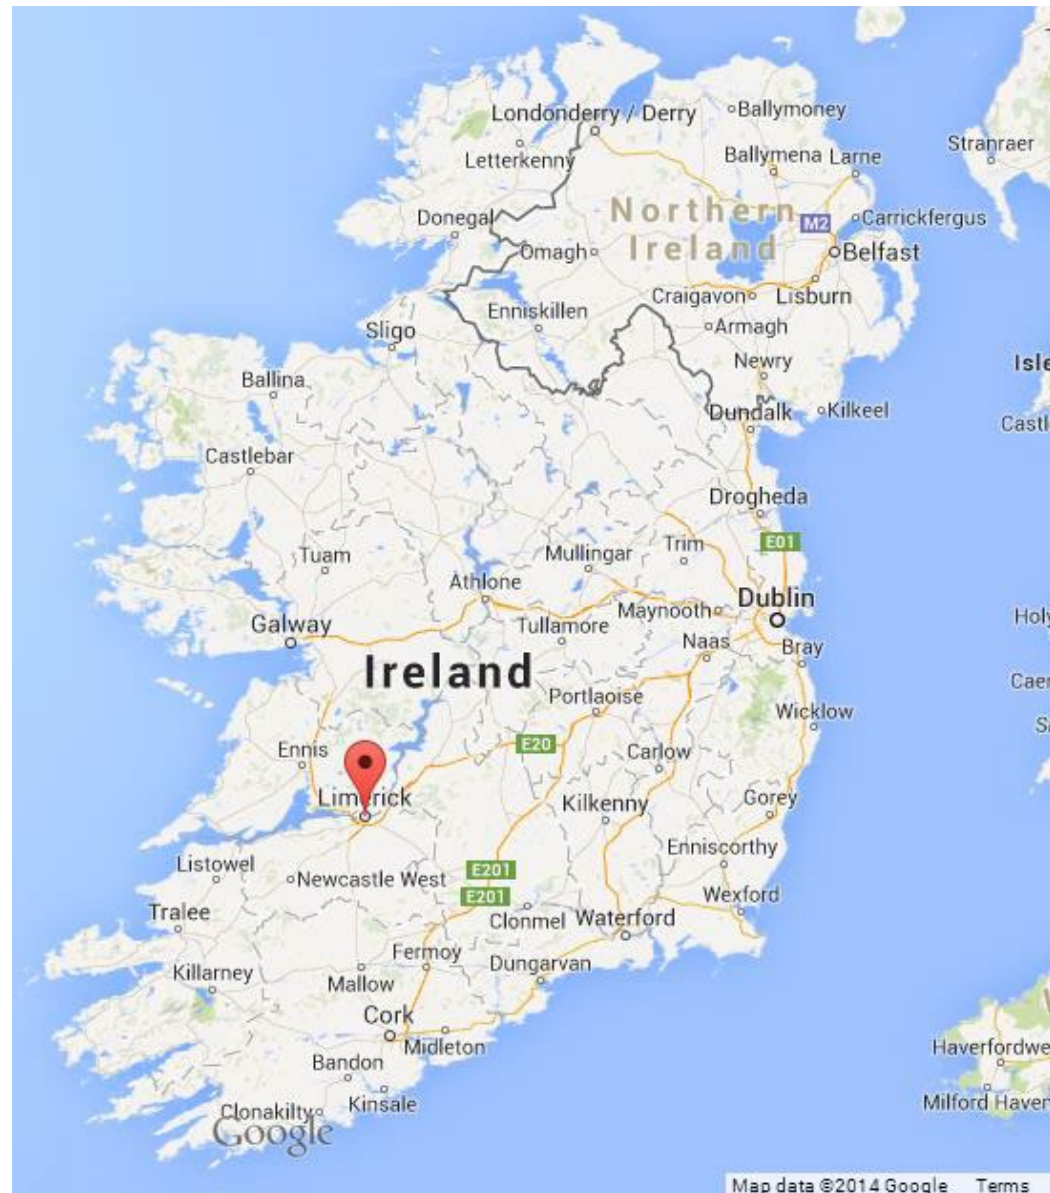 Londonderry / Derry
Ballymoney
Stranraer
Letterkenny
Ballymena
Larne
Donegal
Northern
Ireland
M2
Carrickfergus
Omagh
Belfast
Craigavon
Lisburn
Enniskillen
Armagh
Sligo
Newry
Isle
Ballina
Dundalk
Kilkeel
Castl
Castlebar
Drogheda
E01
Tuam
Mullingar
Trim
Athlone
Maynooth
Dublin
Galway
Tullamore
Holy
Naas
Bray
Ireland
Portlaoise
Caer
Wicklow
Ennis
E20
Carlow
Limerick
Kilkenny
Gorey
Enniscorthy
Listowel
Newcastle West
E201
E201
Wexford
Tralee
Clonmel
Waterford
Killarney
Fermoy
Mallow
Dungarvan
Cork
Midleton
Haverfordwe
Bandon
Kinsale
Milford Haven
Clonakilty
Google
Map data ©2014 Google Terms